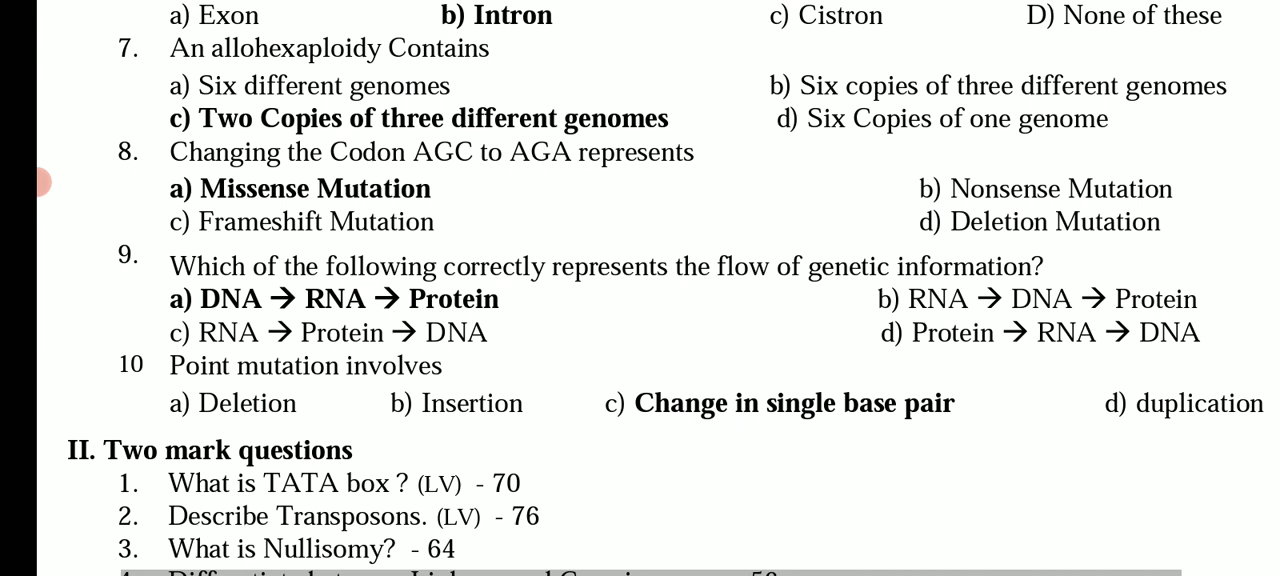 a) Exon b) Intron c) Cistron D) None of these
7. An allohexaploidy Contains
a) Six different genomes b) Six copies of three different genomes
c) Two Copies of three different genomes d) Six Copies of one genome
8. Changing the Codon AGC to AGA represents
a) Missense Mutation b) Nonsense Mutation
c) Frameshift Mutation d) Deletion Mutation
9. Which of the following correctly represents the flow of genetic information?
a) DNA → RNA → Protein b) RNA → DNA → Protein
c) RNA → Protein → DNA d) Protein → RNA → DNA
10 Point mutation involves
a) Deletion b) Insertion c) Change in single base pair d) duplication
II. Two mark questions
1. What is TATA box ? (LV) - 70
2. Describe Transposons. (LV) - 76
3. What is Nullisomy? - 64